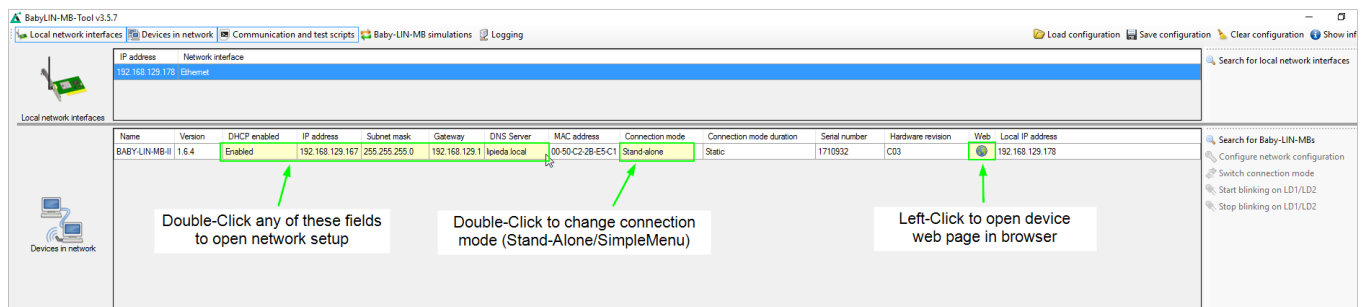 BabyLIN-MB-Tool v3.5.7
Local network interfaces Devices in network Communication and test scripts Baby-LIN-MB simulations Logging Load configuration Save configuration Clear configuration Show inf
IP address Network interface
192.168.129.178 Ethernet
Search for local network interfaces
Local network interfaces
Name Version DHCP enabled IP address Subnet mask Gateway DNS Server MAC address Connection mode Connection mode duration Serial number Hardware revision Web Local IP address
BABY-LIN-MB-II 1.6.4 Enabled 192.168.129.167 255.255.255.0 192.168.129.1 lipieda.local 00-50-C2-2B-E5-C1 Stand-alone Static 1710932 C03 192.168.129.178
Search for Baby-LIN-MBs
Configure network configuration
Switch connection mode
Start blinking on LD1/LD2
Stop blinking on LD1/LD2
Double-Click any of these fields
to open network setup
Double-Click to change connection
mode (Stand-Alone/SimpleMenu)
Left-Click to open device
web page in browser
Devices in network